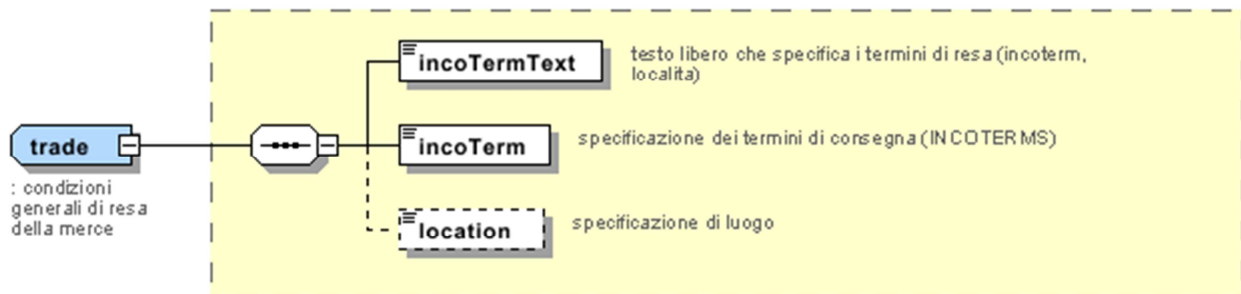 incoTermText
testo libero che specifica i termini di resa (incoterm,
localita)
trade
incoTerm
specificazione dei termini di consegna (INCOTERMS)
: condizioni
generali di resa
della merce
location
specificazione di luogo